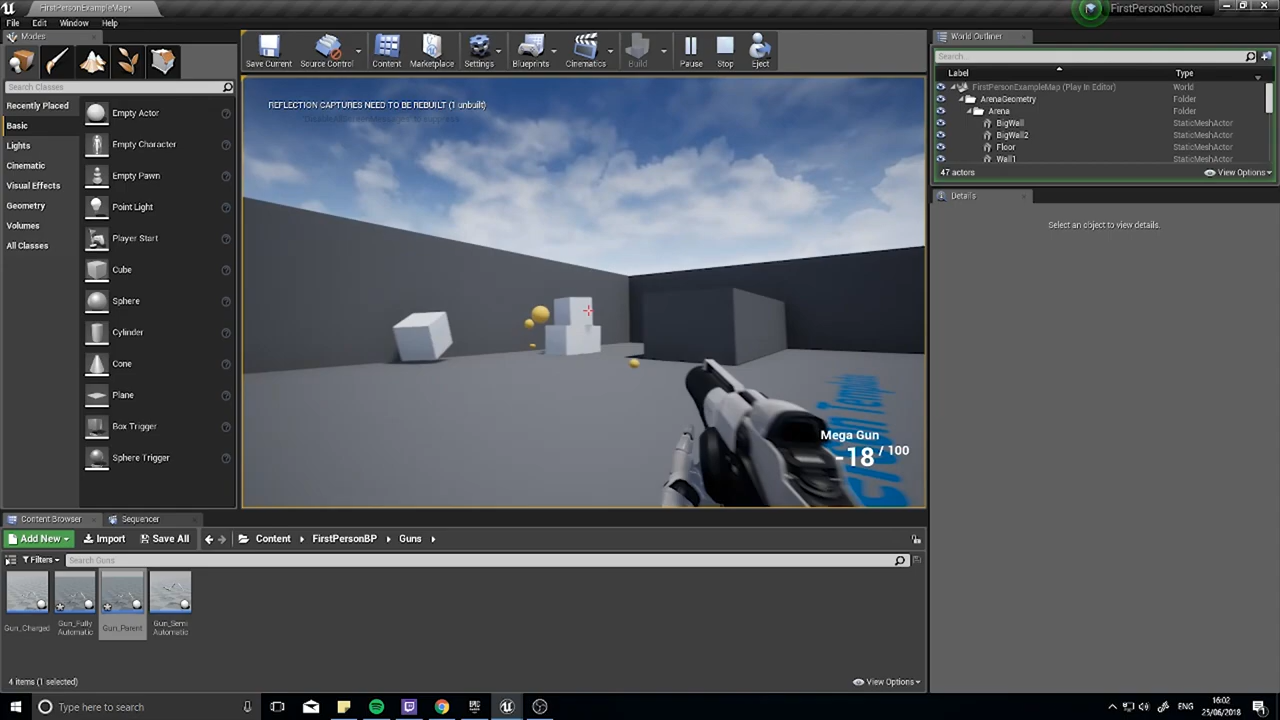 FirstPersonExampleMap*
FirstPersonShooter
File Edit Window Help
Modes
Search Classes
Recently Placed
Basic
Lights
Cinematic
Visual Effects
Geometry
Volumes
All Classes
Empty Actor
Empty Character
Empty Pawn
Point Light
Player Start
Cube
Sphere
Cylinder
Cone
Plane
Box Trigger
Sphere Trigger
Save Current Source Control Content Marketplace Settings Blueprints Cinematics Build Pause Stop Eject
REFLECTION CAPTURES NEED TO BE REBUILT (1 unbuilt)
Mega Gun
-18 / 100
World Outliner
Search...
Label Type
FirstPersonExampleMap (Play In Editor) World
ArenaGeometry Folder
Arena Folder
BigWall StaticMeshActor
BigWall2 StaticMeshActor
Floor StaticMeshActor
Wall1 StaticMeshActor
47 actors View Options
Details
Select an object to view details.
Content Browser Sequencer
Add New Import Save All Content FirstPersonBP Guns
Filters Search Guns
Gun_Charged
Gun_Fully
Automatic
Gun_Parent
Gun_Semi
Automatic
4 items (1 selected) View Options
Type here to search
ENG
16:02
25/06/2018